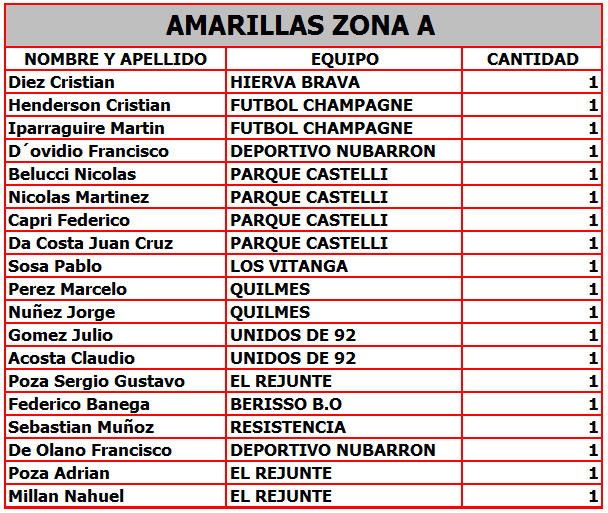 AMARILLAS ZONA A
NOMBRE Y APELLIDO EQUIPO CANTIDAD
Diez Cristian HIERVA BRAVA 1
Henderson Cristian FUTBOL CHAMPAGNE 1
Iparraguire Martin FUTBOL CHAMPAGNE 1
D´ovidio Francisco DEPORTIVO NUBARRON 1
Belucci Nicolas PARQUE CASTELLI 1
Nicolas Martinez PARQUE CASTELLI 1
Capri Federico PARQUE CASTELLI 1
Da Costa Juan Cruz PARQUE CASTELLI 1
Sosa Pablo LOS VITANGA 1
Perez Marcelo QUILMES 1
Nuñez Jorge QUILMES 1
Gomez Julio UNIDOS DE 92 1
Acosta Claudio UNIDOS DE 92 1
Poza Sergio Gustavo EL REJUNTE 1
Federico Banega BERISSO B.O 1
Sebastian Muñoz RESISTENCIA 1
De Olano Francisco DEPORTIVO NUBARRON 1
Poza Adrian EL REJUNTE 1
Millan Nahuel EL REJUNTE 1